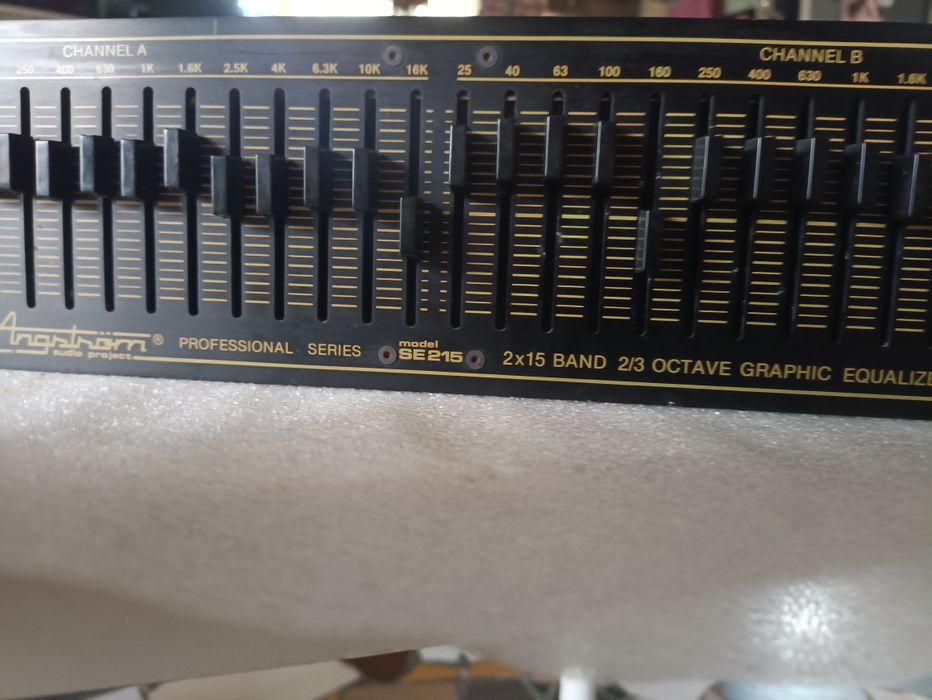 CHANNEL A
CHANNEL B
250 400 630 1K 1.6K 2.5K 4K 6.3K 10K 16K 25 40 63 100 160 250 400 630 1K 1.6K
Angström ®
audio project
PROFESSIONAL SERIES
model
SE215
2x15 BAND 2/3 OCTAVE GRAPHIC EQUALIZE